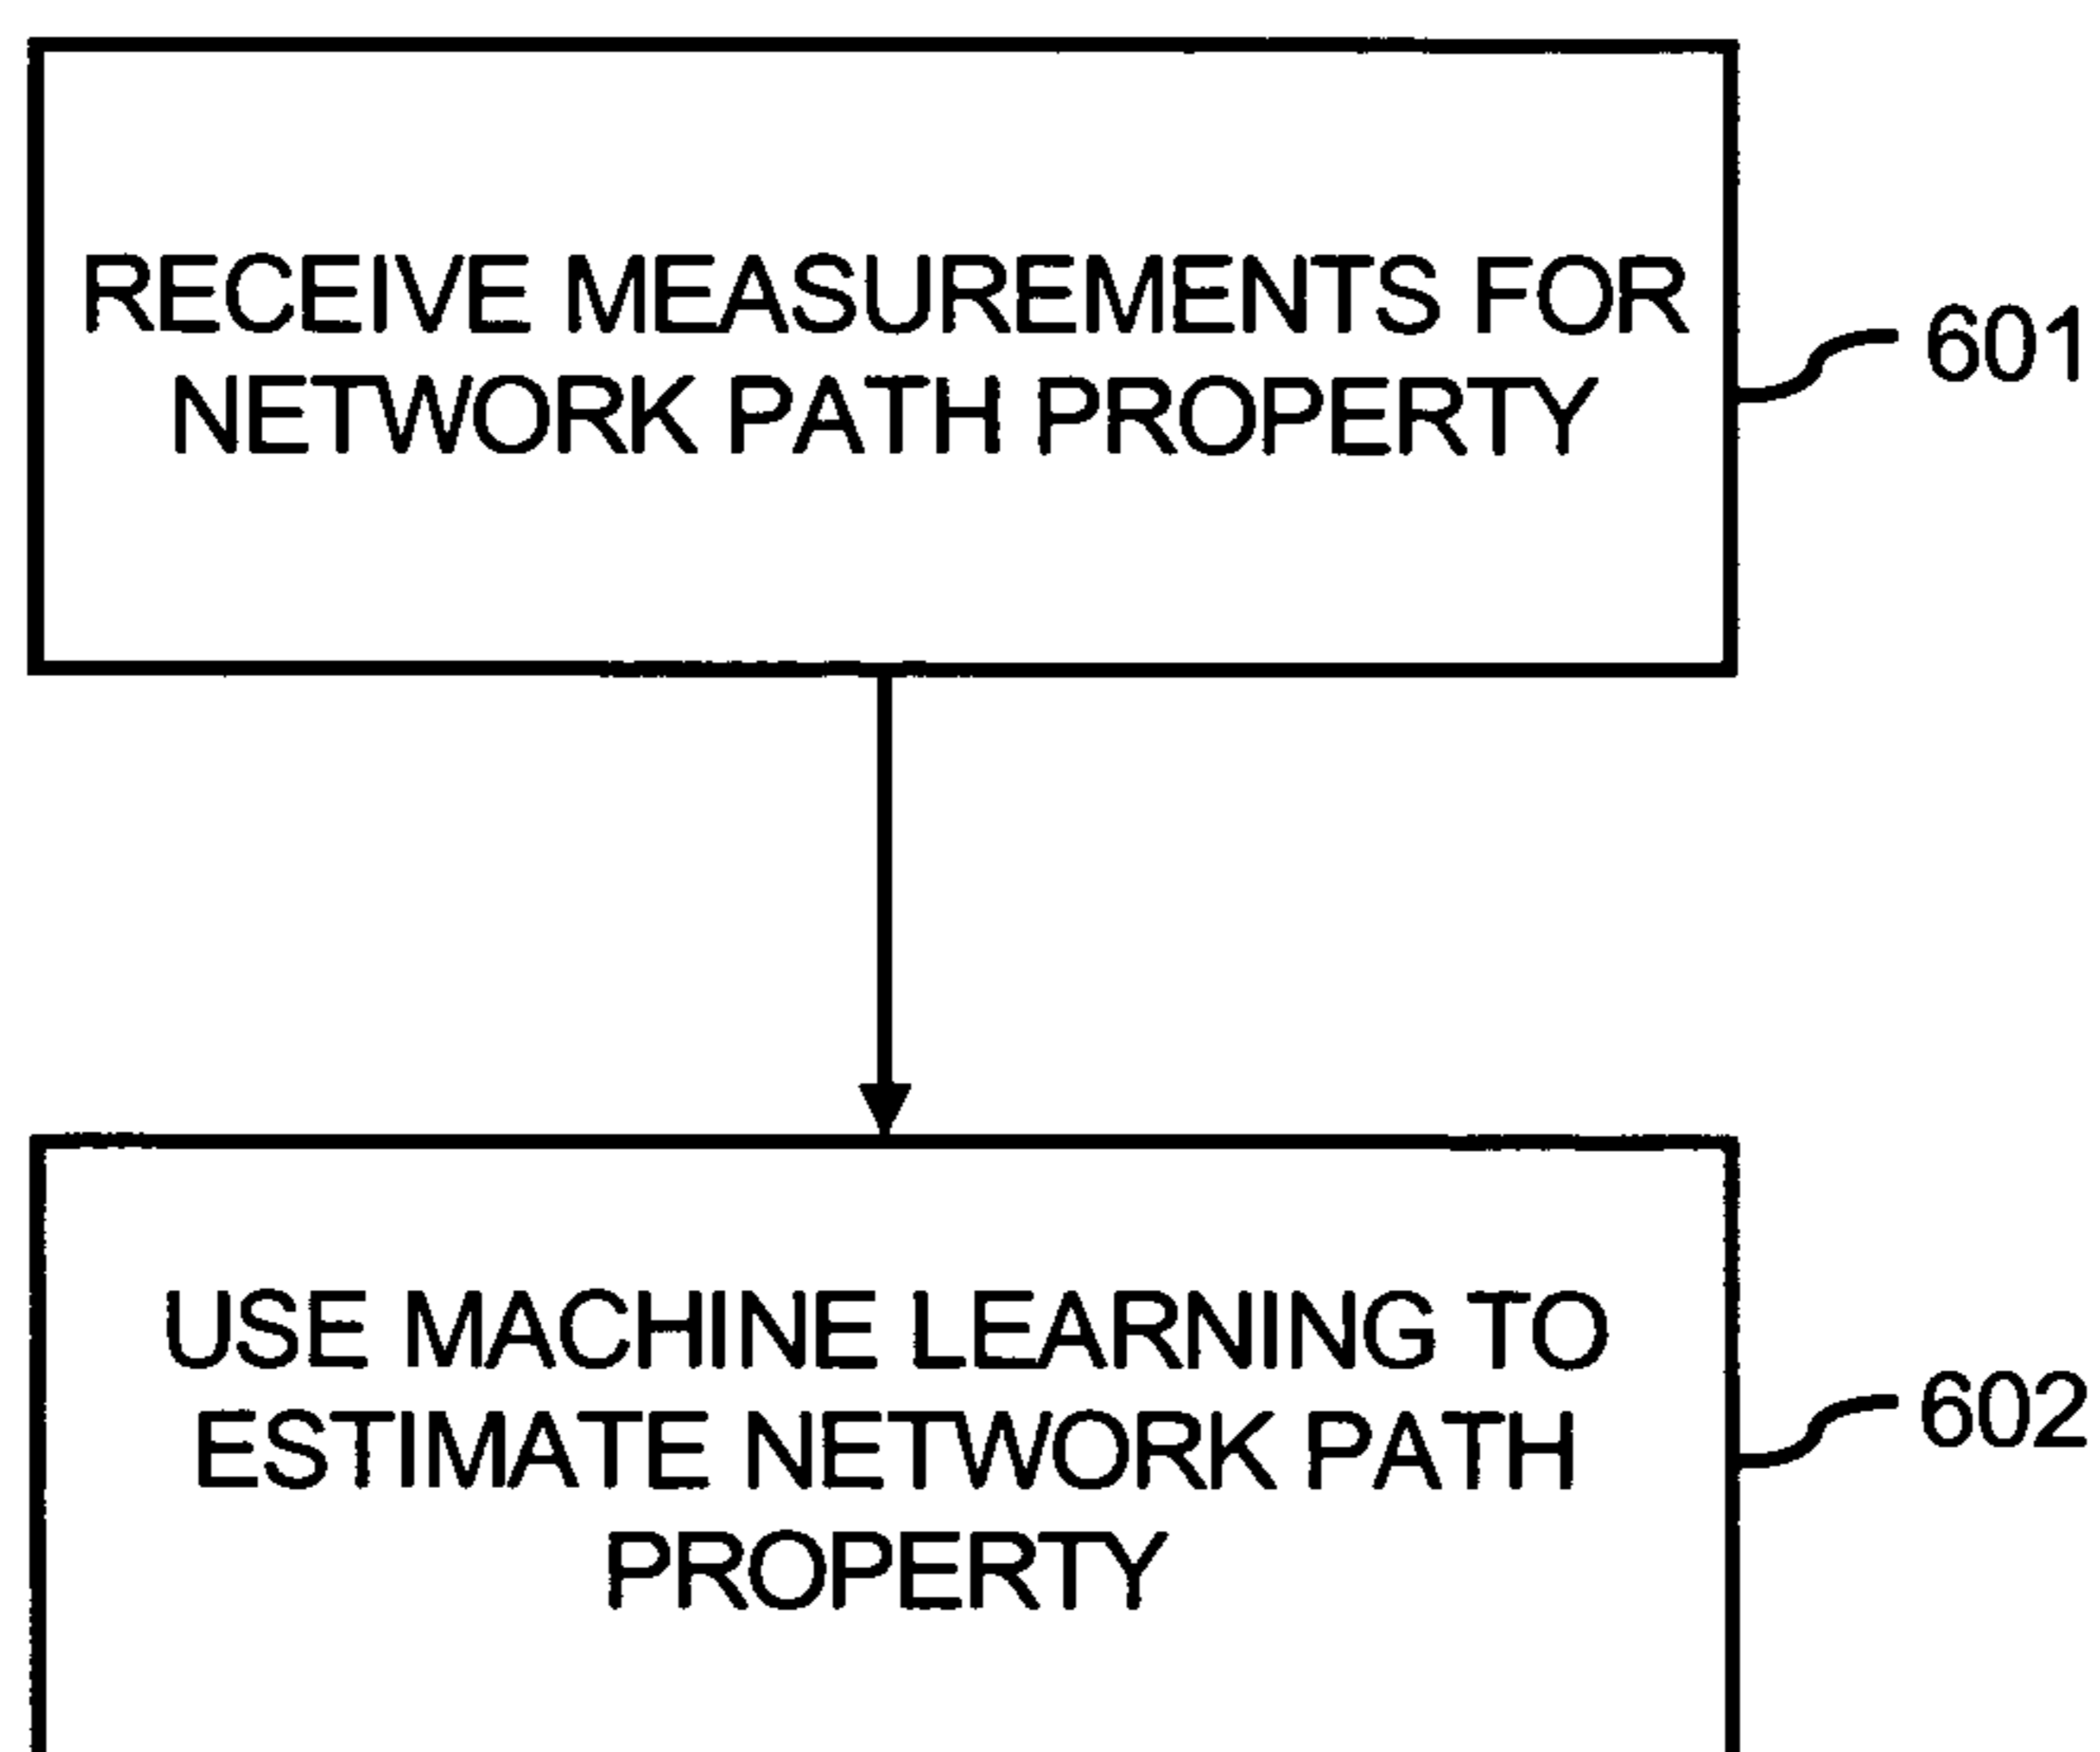 RECEIVE MEASUREMENTS FOR
NETWORK PATH PROPERTY
601
USE MACHINE LEARNING TO
ESTIMATE NETWORK PATH
PROPERTY
602